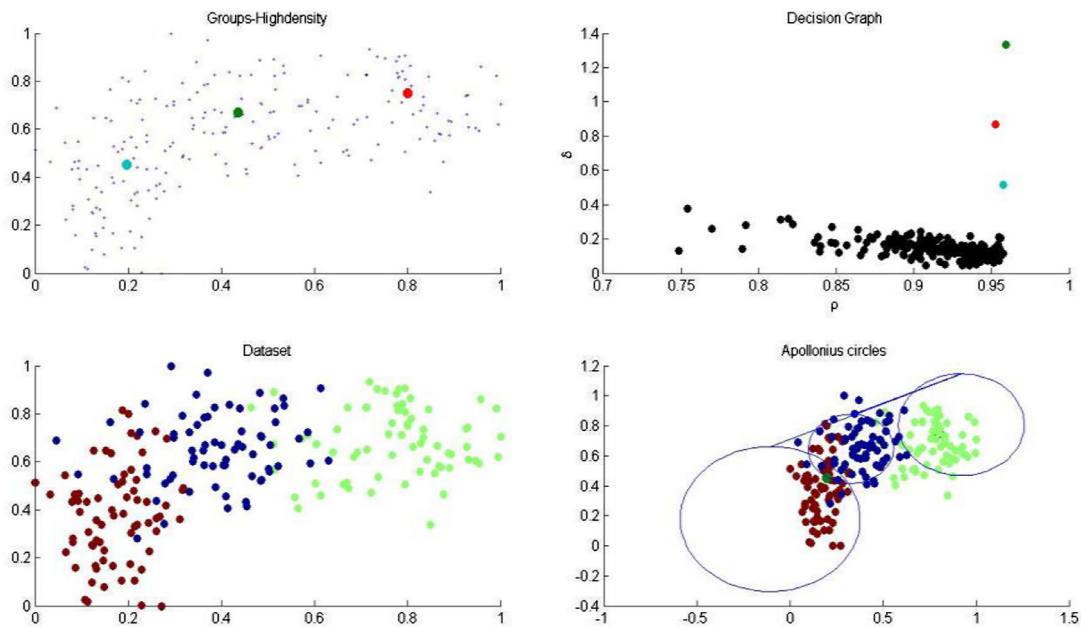 Groups-Highdensity
1
0.8
0.6
0.4
0.2
0
0 0.2 0.4 0.6 0.8 1
Decision Graph
1.4
1.2
1
0.8
δ
0.6
0.4
0.2
0
0.7 0.75 0.8 0.85 0.9 0.95 1
ρ
Dataset
1
0.8
0.6
0.4
0.2
0
0 0.2 0.4 0.6 0.8 1
Apollonius circles
1.2
1
0.8
0.6
0.4
0.2
0
-0.2
-0.4
-1 -0.5 0 0.5 1 1.5